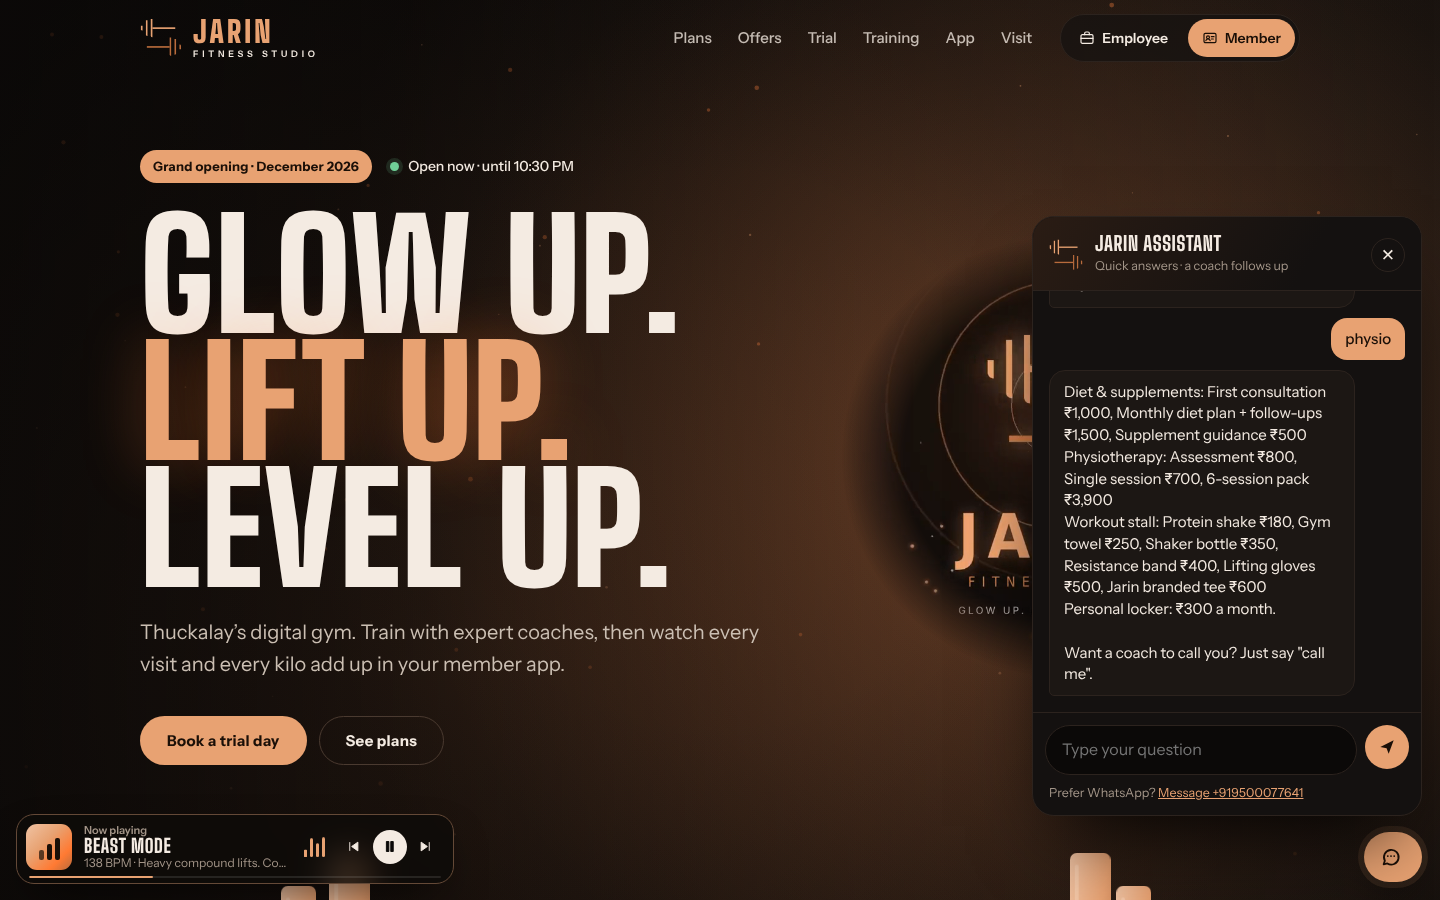 JARIN
FITNESS STUDIO
Plans
Offers
Trial
Training
App
Visit
Employee
Member
Grand opening · December 2026
Open now · until 10:30 PM
GLOW UP.
LIFT UP.
LEVEL UP.
Thuckalay’s digital gym. Train with expert coaches, then watch every
visit and every kilo add up in your member app.
Book a trial day
See plans
Now playing
BEAST MODE
138 BPM · Heavy compound lifts. Co...
JA
FITNE
GLOW UP.
JARIN ASSISTANT
Quick answers · a coach follows up
physio
Diet & supplements: First consultation
₹1,000, Monthly diet plan + follow-ups
₹1,500, Supplement guidance ₹500
Physiotherapy: Assessment ₹800,
Single session ₹700, 6-session pack
₹3,900
Workout stall: Protein shake ₹180, Gym
towel ₹250, Shaker bottle ₹350,
Resistance band ₹400, Lifting gloves
₹500, Jarin branded tee ₹600
Personal locker: ₹300 a month.
Want a coach to call you? Just say "call
me".
Type your question
Prefer WhatsApp? Message +919500077641